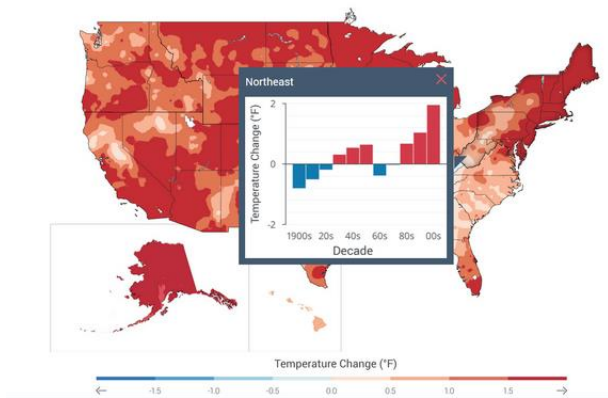 Northeast
Temperature Change (°F)
2
0
-2
1900s 20s 40s 60s 80s 00s
Decade
Temperature Change (°F)
-1.5 -1.0 -0.5 0.0 0.5 1.0 1.5